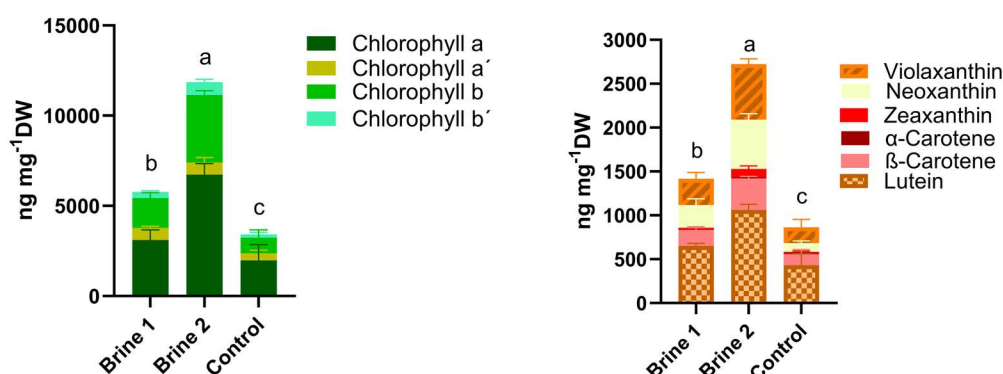 15000
10000
5000
0
ng mg⁻¹DW
b
a
c
Brine 1
Brine 2
Control
Chlorophyll a
Chlorophyll a´
Chlorophyll b
Chlorophyll b´
3000
2500
2000
1500
1000
500
0
ng mg⁻¹DW
b
a
c
Brine 1
Brine 2
Control
Violaxanthin
Neoxanthin
Zeaxanthin
α-Carotene
ß-Carotene
Lutein